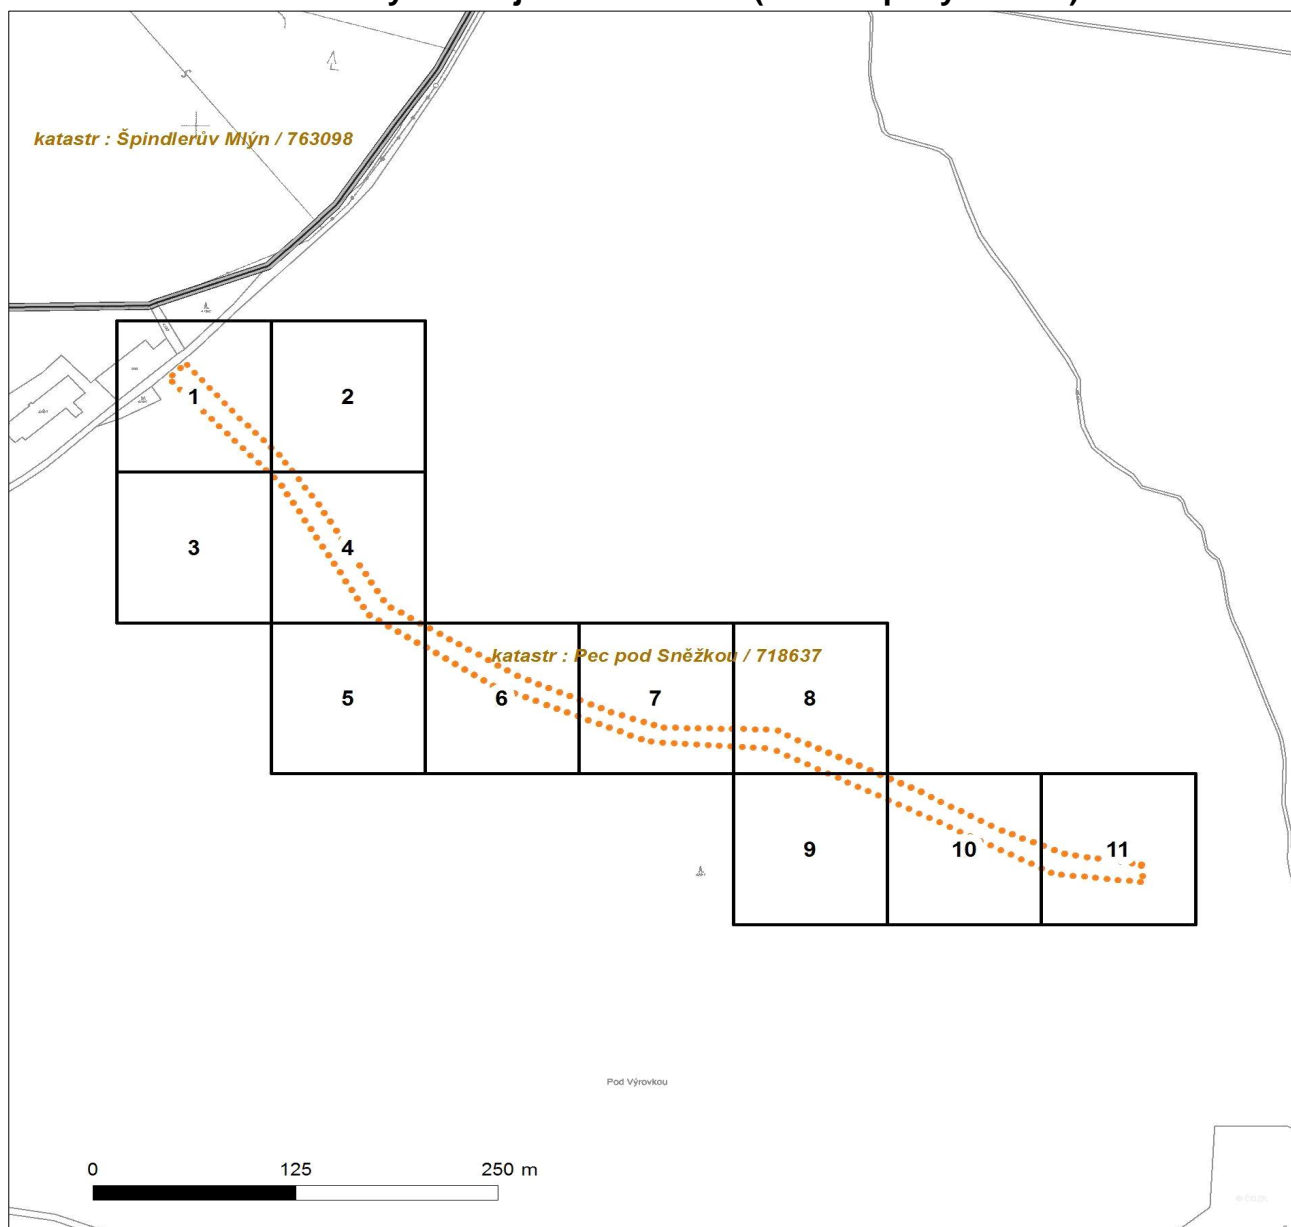 katastr : Špindlerův Mlýn / 763098
1
2
3
4
katastr : Pec pod Sněžkou / 718637
5
6
7
8
9
10
11
Pod Výrovkou
0 125 250 m